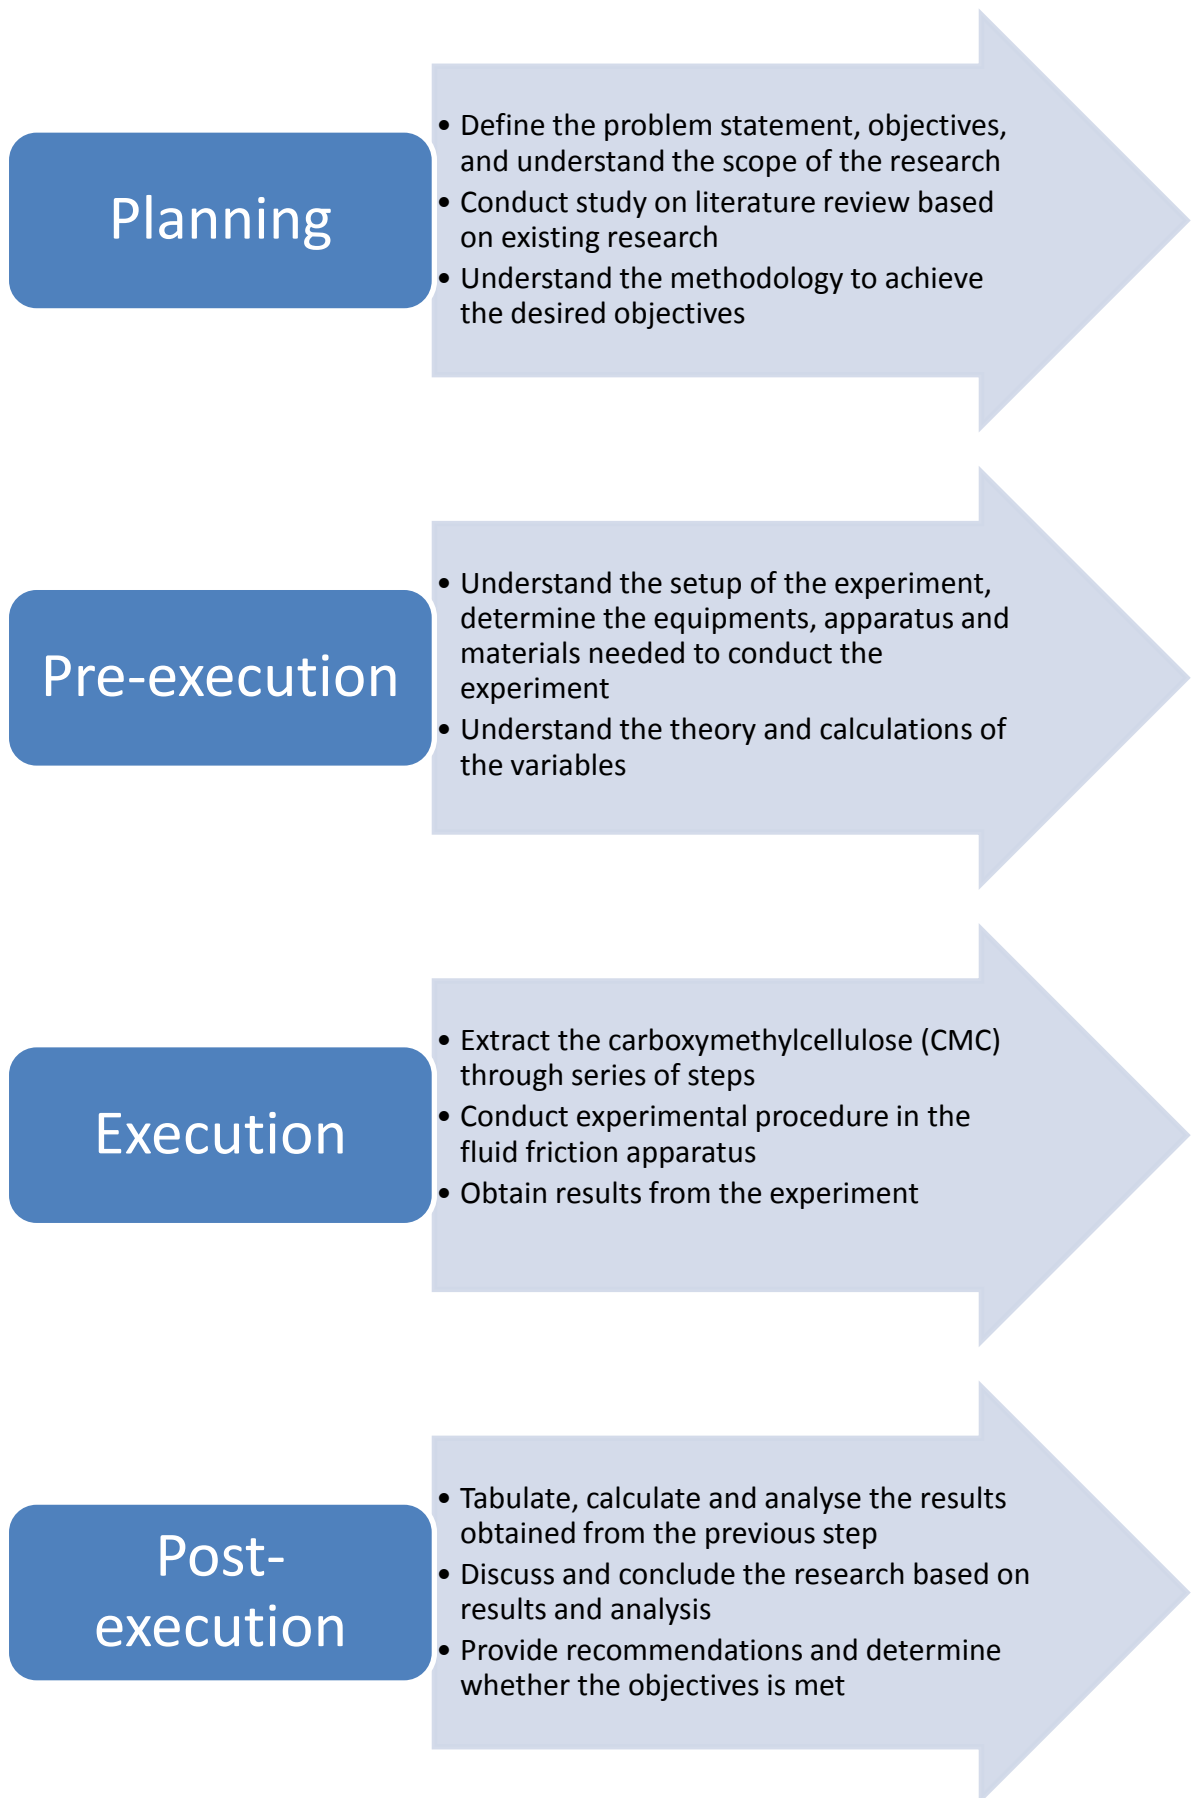 Planning
• Define the problem statement, objectives,
and understand the scope of the research
• Conduct study on literature review based
on existing research
• Understand the methodology to achieve
the desired objectives
Pre-execution
• Understand the setup of the experiment,
determine the equipments, apparatus and
materials needed to conduct the
experiment
• Understand the theory and calculations of
the variables
Execution
• Extract the carboxymethylcellulose (CMC)
through series of steps
• Conduct experimental procedure in the
fluid friction apparatus
• Obtain results from the experiment
Post-
execution
• Tabulate, calculate and analyse the results
obtained from the previous step
• Discuss and conclude the research based on
results and analysis
• Provide recommendations and determine
whether the objectives is met